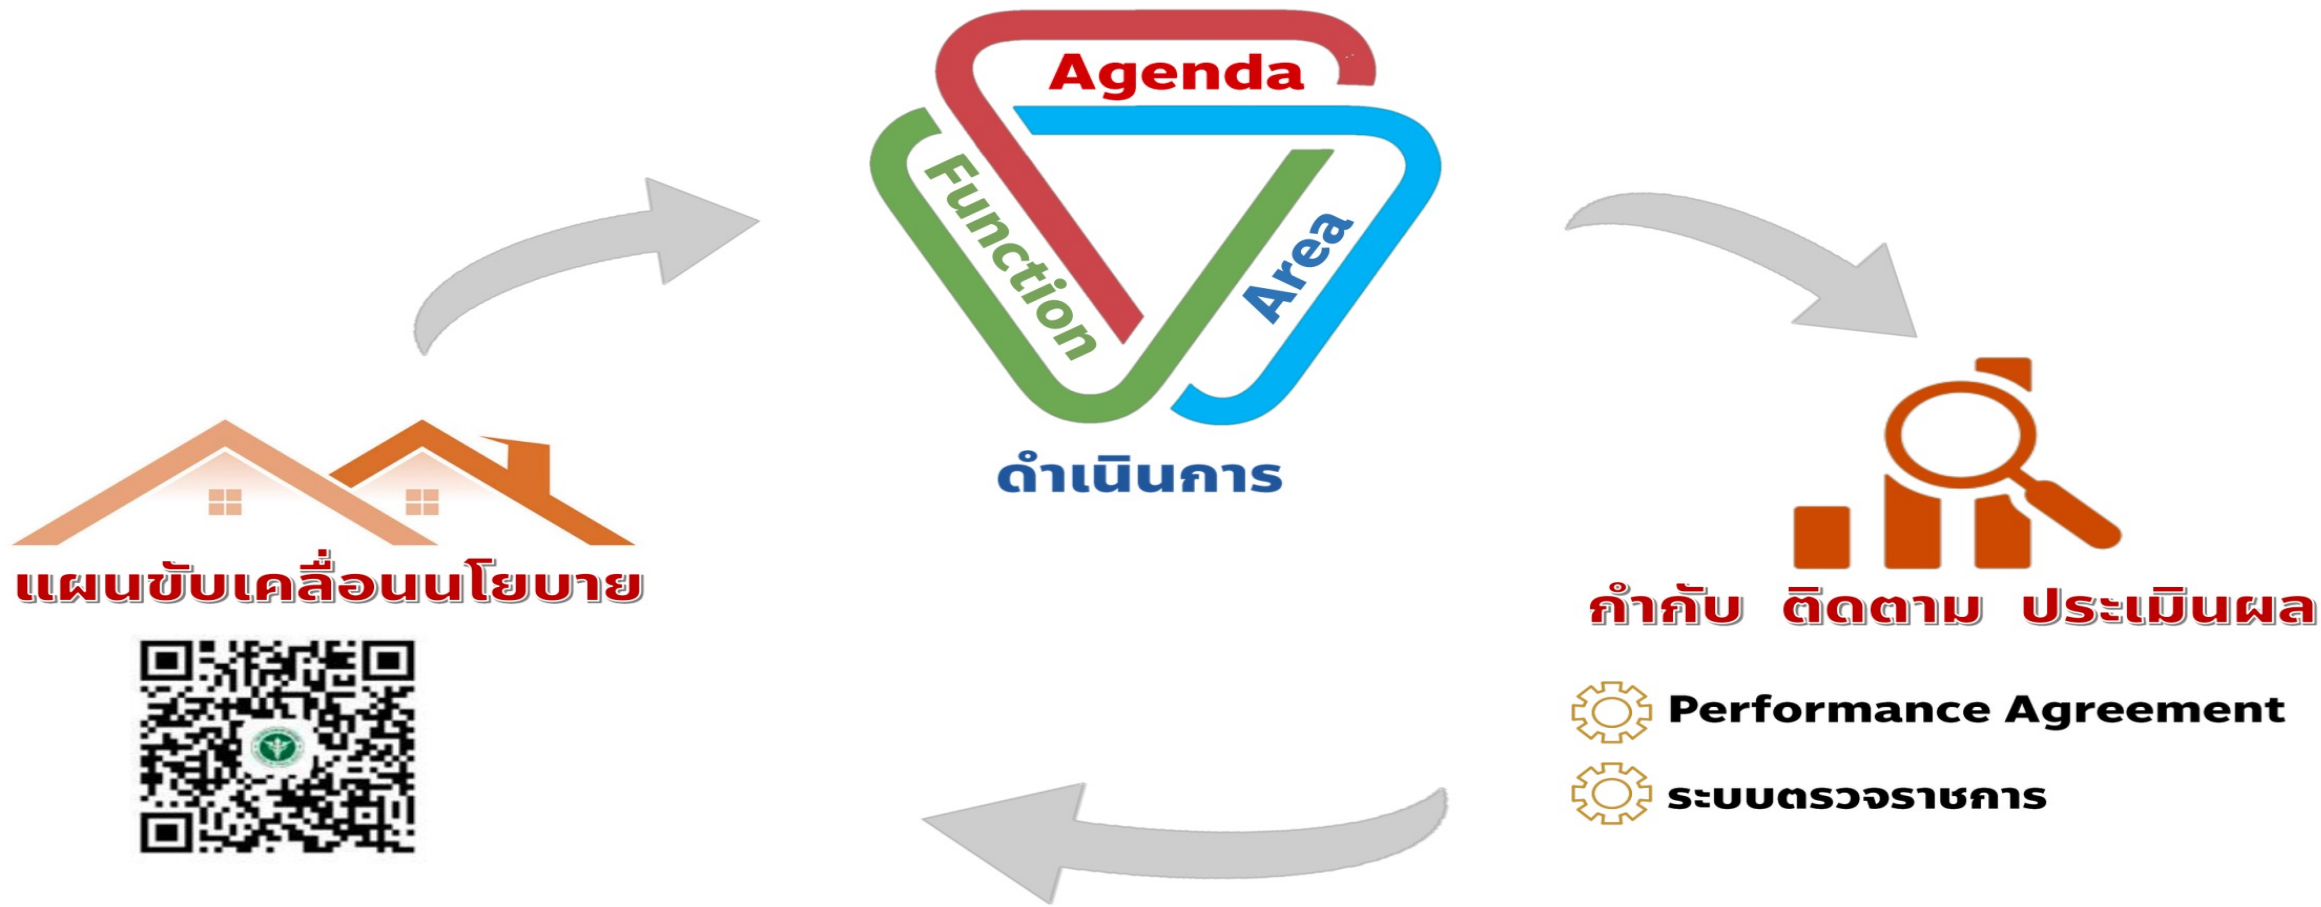 Agenda
Function
Area
ดำเนินการ
แผนขับเคลื่อนนโยบาย
กำกับ ติดตาม ประเมินผล
Performance Agreement
ระบบตรวจราชการ